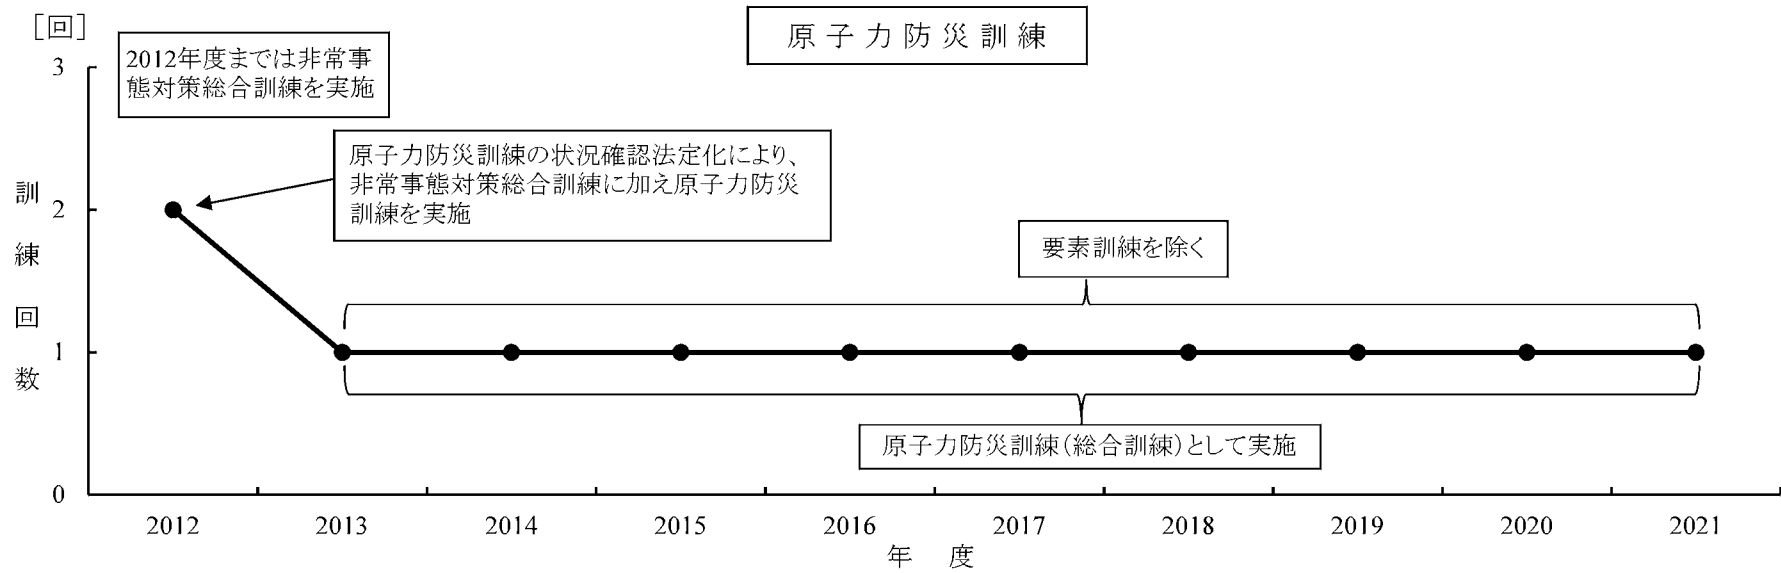 原子力防災訓練
[回]
2012年度までは非常事
態対策総合訓練を実施
原子力防災訓練の状況確認法定化により、
非常事態対策総合訓練に加え原子力防災
訓練を実施
要素訓練を除く
原子力防災訓練(総合訓練)として実施
訓練回数
3
2
1
0
2012 2013 2014 2015 2016 2017 2018 2019 2020 2021
年 度